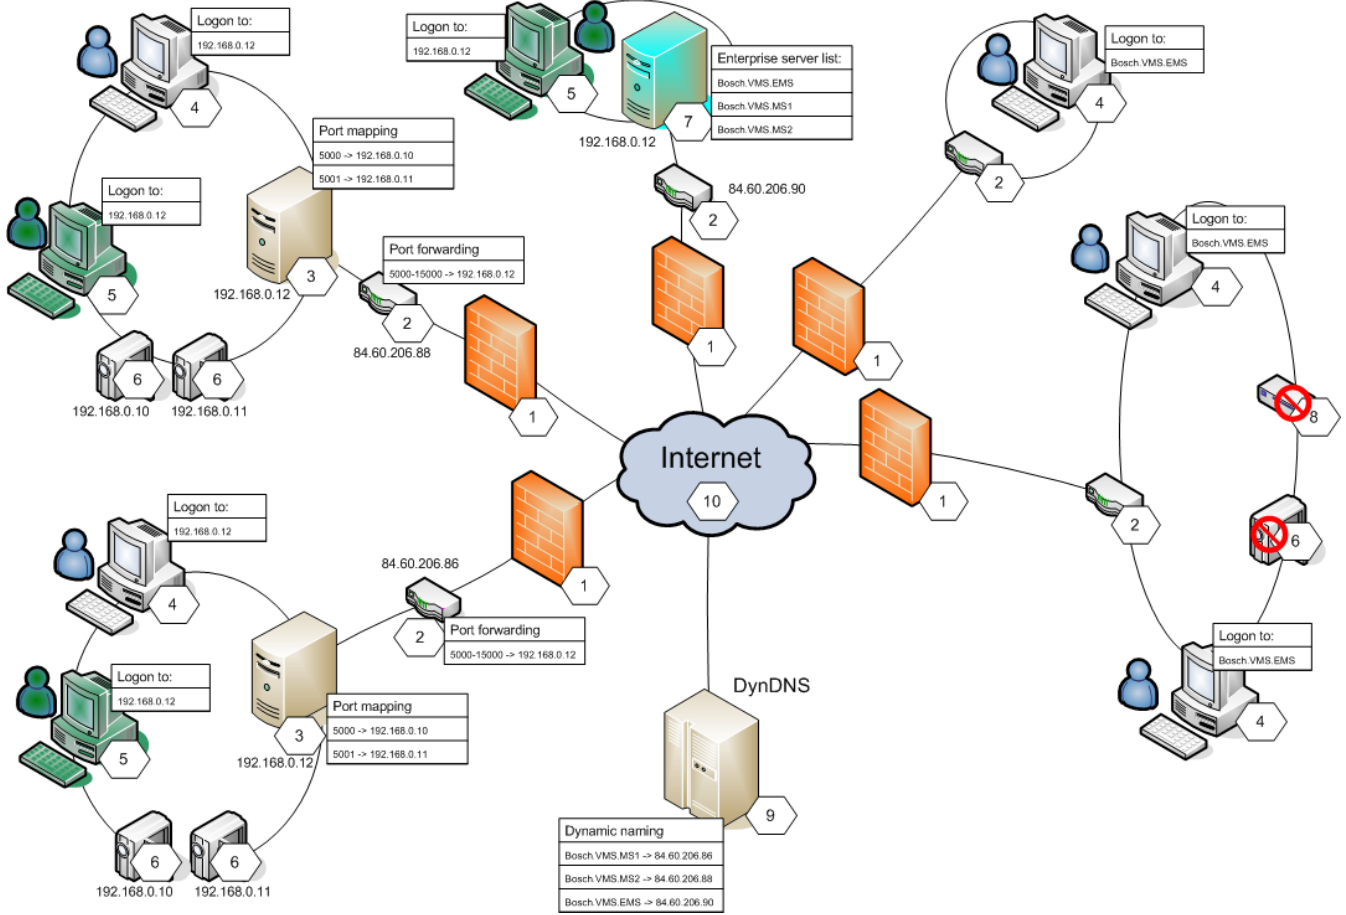 Logon to:
192.168.0.12
4
Port mapping
5000 -> 192.168.0.10
5001 -> 192.168.0.11
Logon to:
192.168.0.12
5
3
192.168.0.12
6
6
192.168.0.10
192.168.0.11
Port forwarding
5000-15000 -> 192.168.0.12
2
84.60.206.88
1
Logon to:
192.168.0.12
5
7
192.168.0.12
Enterprise server list:
Bosch.VMS.EMS
Bosch.VMS.MS1
Bosch.VMS.MS2
84.60.206.90
2
1
Logon to:
Bosch.VMS.EMS
4
2
1
Logon to:
Bosch.VMS.EMS
4
8
6
2
1
Logon to:
Bosch.VMS.EMS
4
Internet
10
Logon to:
192.168.0.12
4
Logon to:
192.168.0.12
5
3
192.168.0.12
Port mapping
5000 -> 192.168.0.10
5001 -> 192.168.0.11
6
6
192.168.0.10
192.168.0.11
84.60.206.86
2
Port forwarding
5000-15000 -> 192.168.0.12
1
DynDNS
9
Dynamic naming
Bosch.VMS.MS1 -> 84.60.206.86
Bosch.VMS.MS2 -> 84.60.206.88
Bosch.VMS.EMS -> 84.60.206.90